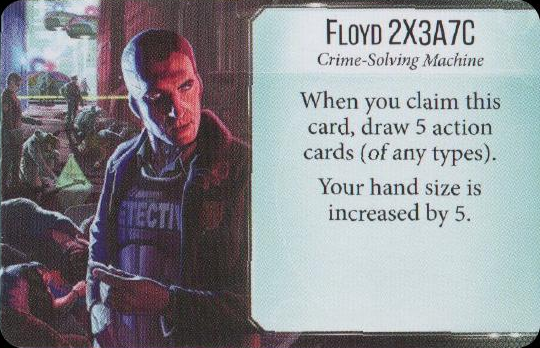 FLOYD 2X3A7C
Crime-Solving Machine
When you claim this
card, draw 5 action
cards (of any types).
Your hand size is
increased by 5.
DETECTIV